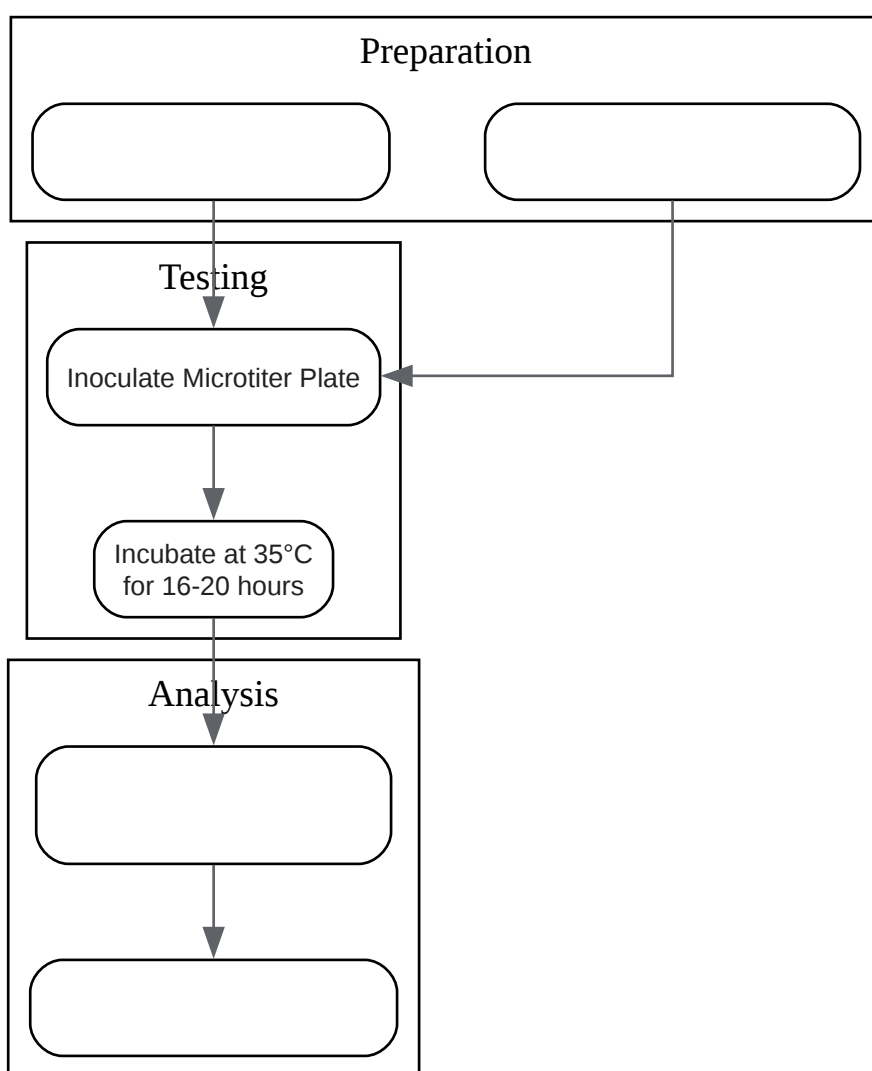 Preparation
Testing
Inoculate Microtiter Plate
Incubate at 35°C
for 16-20 hours
Analysis